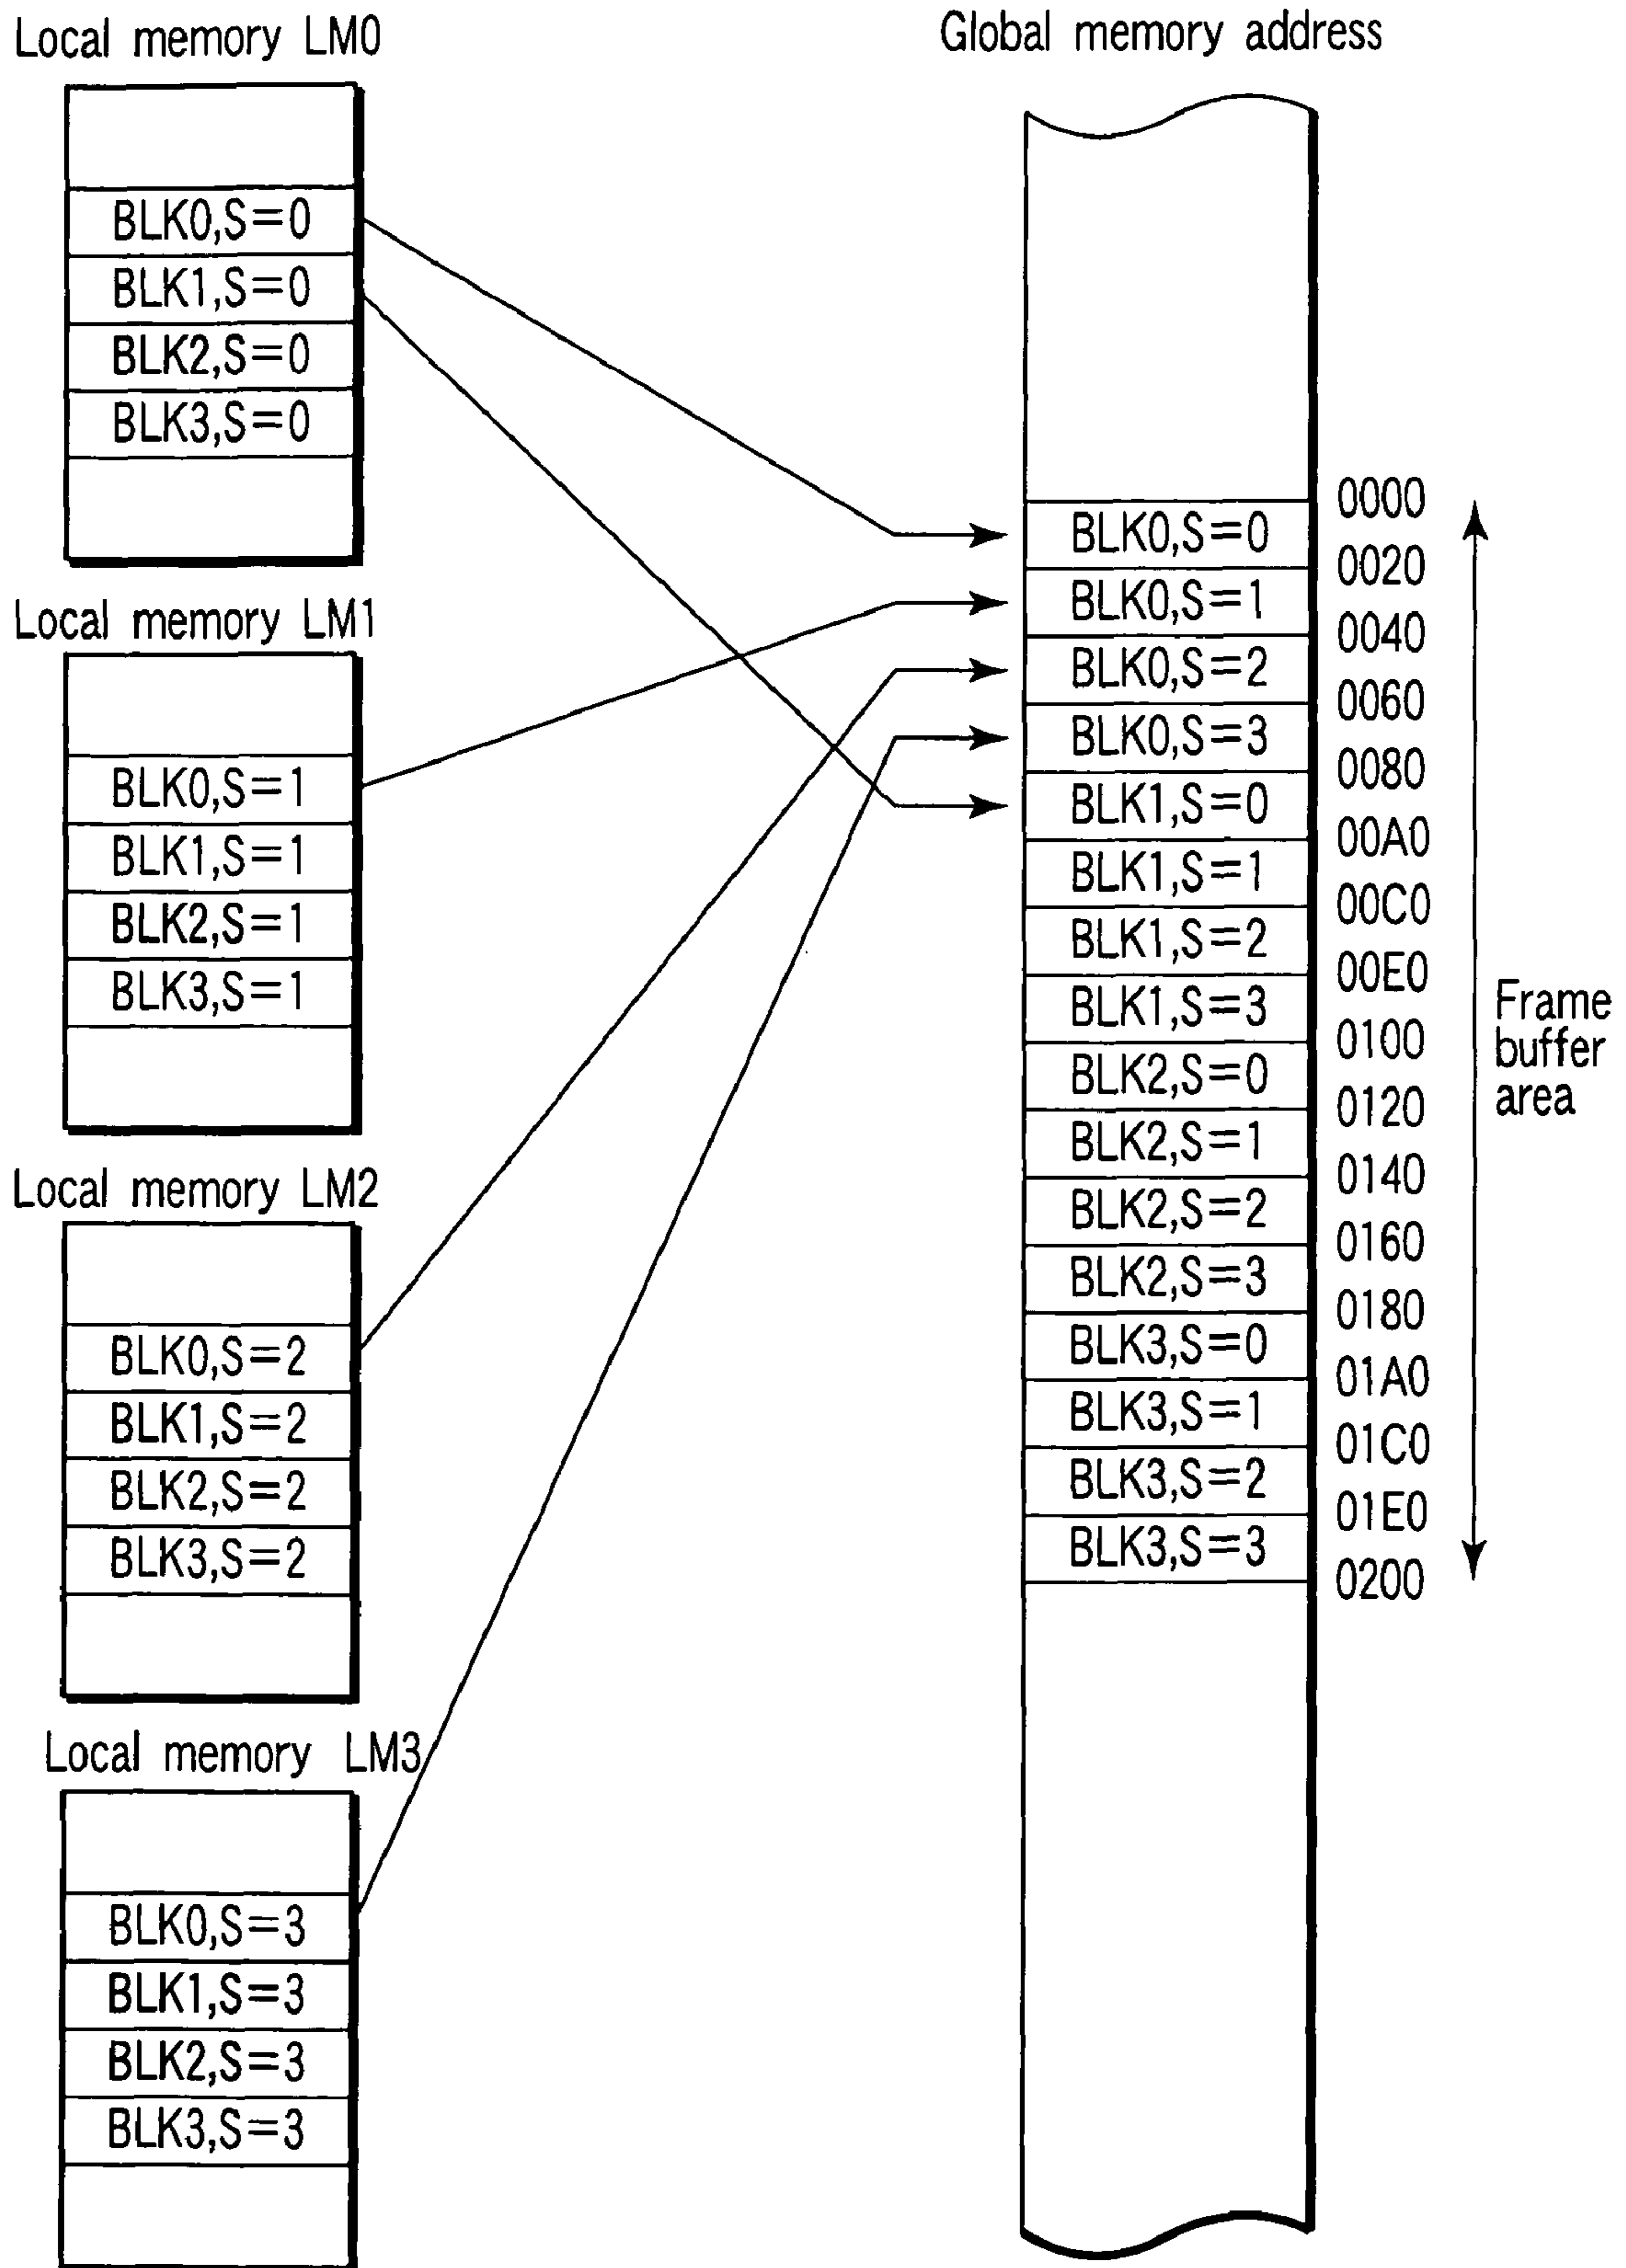 Local memory LM0
BLK0,S=0
BLK1,S=0
BLK2,S=0
BLK3,S=0
Local memory LM1
BLK0,S=1
BLK1,S=1
BLK2,S=1
BLK3,S=1
Local memory LM2
BLK0,S=2
BLK1,S=2
BLK2,S=2
BLK3,S=2
Local memory LM3
BLK0,S=3
BLK1,S=3
BLK2,S=3
BLK3,S=3
Global memory address
0000
BLK0,S=0
0020
BLK0,S=1
0040
BLK0,S=2
0060
BLK0,S=3
0080
BLK1,S=0
00A0
BLK1,S=1
00C0
BLK1,S=2
00E0
BLK1,S=3
0100
BLK2,S=0
0120
BLK2,S=1
0140
BLK2,S=2
0160
BLK2,S=3
0180
BLK3,S=0
01A0
BLK3,S=1
01C0
BLK3,S=2
01E0
BLK3,S=3
0200
Frame
buffer
area